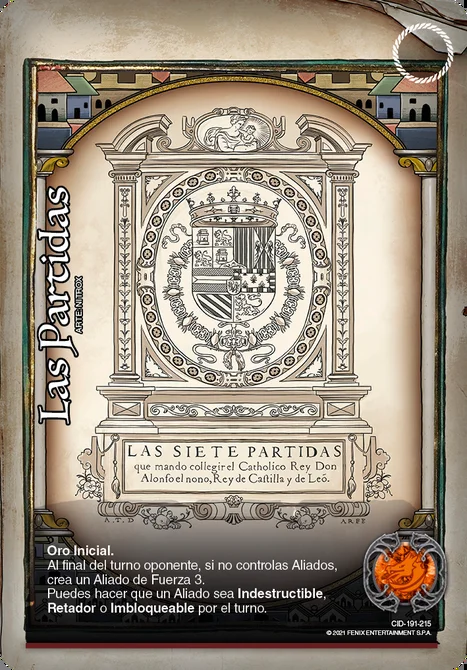 Las Partidas
ARTE: NITROX
LAS SIETE PARTIDAS
que mando collegir el Catholico Rey Don
Alonſo el nono, Rey de Caſtilla y de Leō.
A. T. D ARFE
Oro Inicial.
Al final del turno oponente, si no controlas Aliados,
crea un Aliado de Fuerza 3.
Puedes hacer que un Aliado sea Indestructible,
Retador o Imbloqueable por el turno.
CID-191-215
© 2021 FENIX ENTERTAINMENT S.P.A.